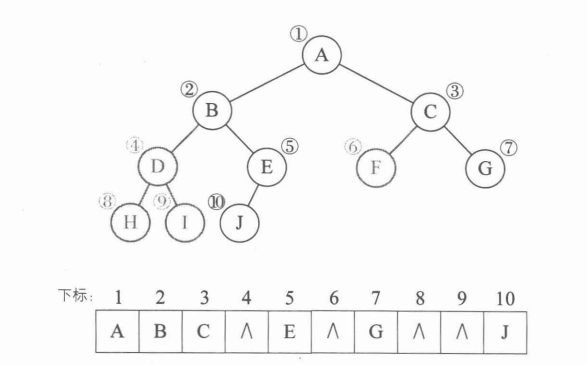 ① A
② B ③ C
④ D ⑤ E ⑥ F ⑦ G
⑧ H ⑨ I ⑩ J
下标: 1 2 3 4 5 6 7 8 9 10
A B C ∧ E ∧ G ∧ ∧ J